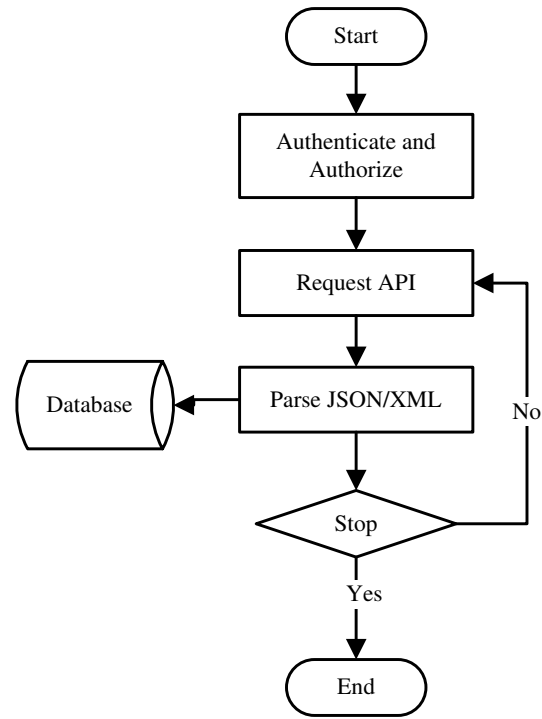 Start
Authenticate and
Authorize
Request API
Database
Parse JSON/XML
No
Stop
Yes
End